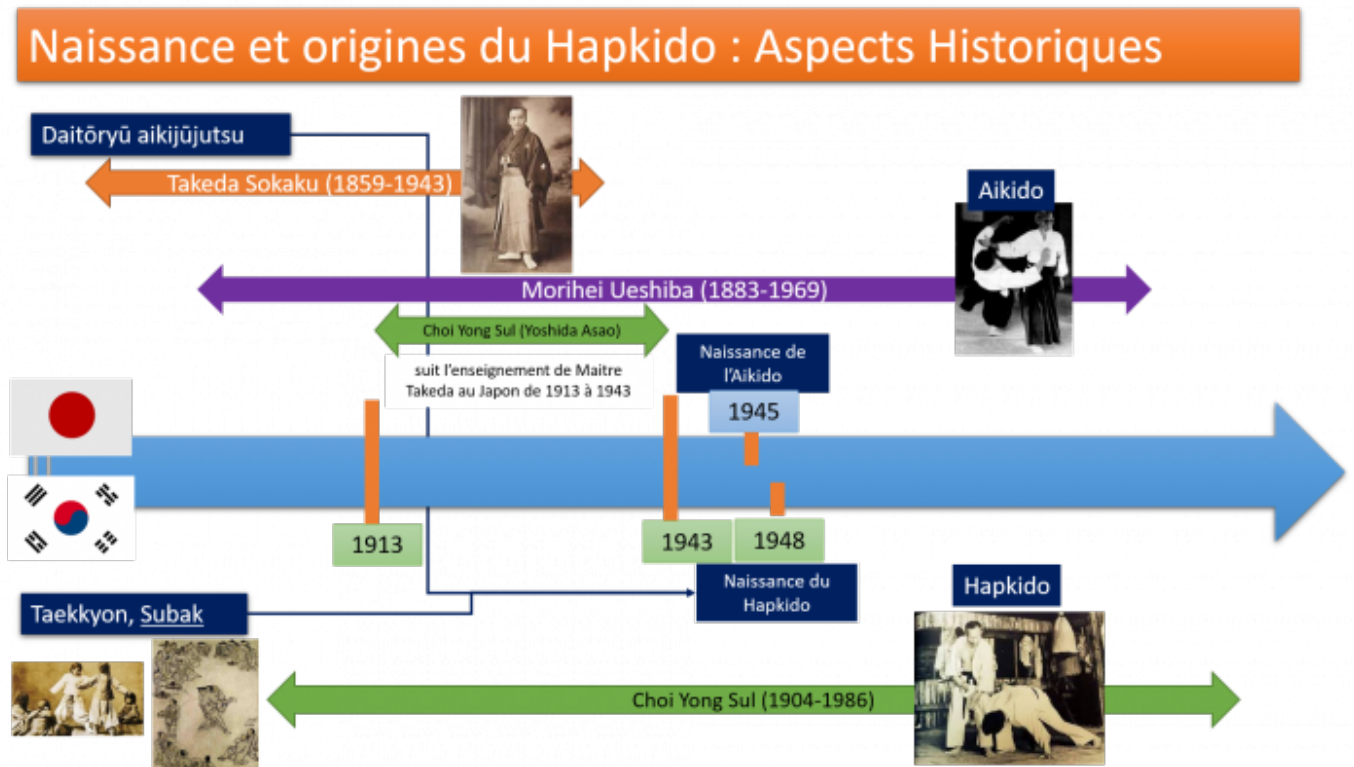 Naissance et origines du Hapkido : Aspects Historiques
Daitōryū aikijūjutsu
Takeda Sokaku (1859-1943)
Aikido
Morihei Ueshiba (1883-1969)
Choi Yong Sul (Yoshida Asao)
suit l'enseignement de Maitre
Takeda au Japon de 1913 à 1943
Naissance de
l'Aikido
1945
1913
1943
1948
Naissance du
Hapkido
Taekkyon, Subak
Hapkido
Choi Yong Sul (1904-1986)